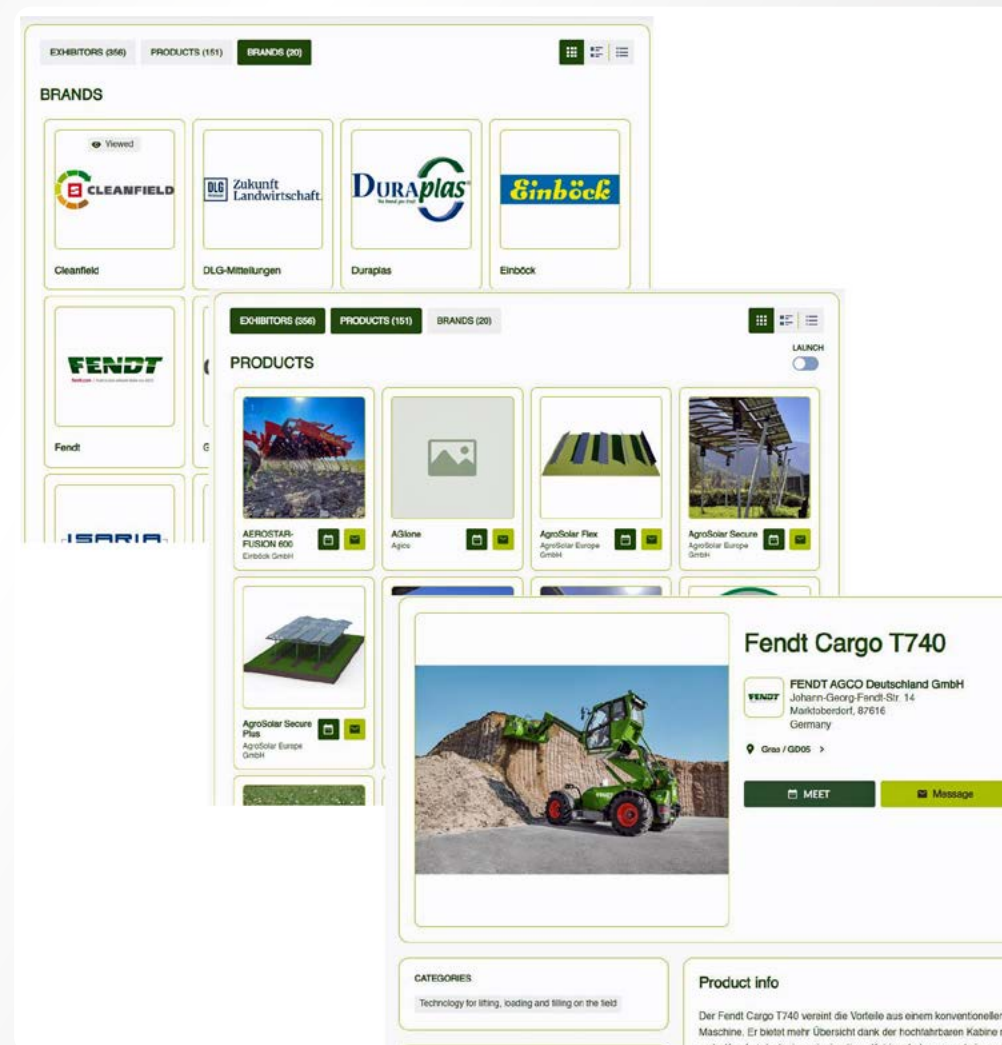 EXHIBITORS (356) PRODUCTS (151) BRANDS (20)
BRANDS
Viewed
CLEANFIELD
DLG Zukunft Landwirtschaft.
DURAplas
Einböck
Cleanfield
DLG-Mitteilungen
Duraplas
Einböck
FENDT
Fendt
G
ISARIA
EXHIBITORS (356) PRODUCTS (151) BRANDS (20)
LAUNCH
PRODUCTS
AEROSTAR-
FUSION 600
Einböck GmbH
AGIone
Agico
AgroSolar Flex
AgroSolar Europe
GmbH
AgroSolar Secure
AgroSolar Europe
GmbH
AgroSolar Secure
Plus
AgroSolar Europe
GmbH
Fendt Cargo T740
FENDT
FENDT AGCO Deutschland GmbH
Johann-Georg-Fendt-Str. 14
Marktoberdorf, 87616
Germany
Gras / GD05 >
MEET
Message
CATEGORIES
Technology for lifting, loading and filling on the field
Product info
Der Fendt Cargo T740 vereint die Vorteile aus einem konventionellen
Maschine. Er bietet mehr Übersicht dank der hochfahrbaren Kabine